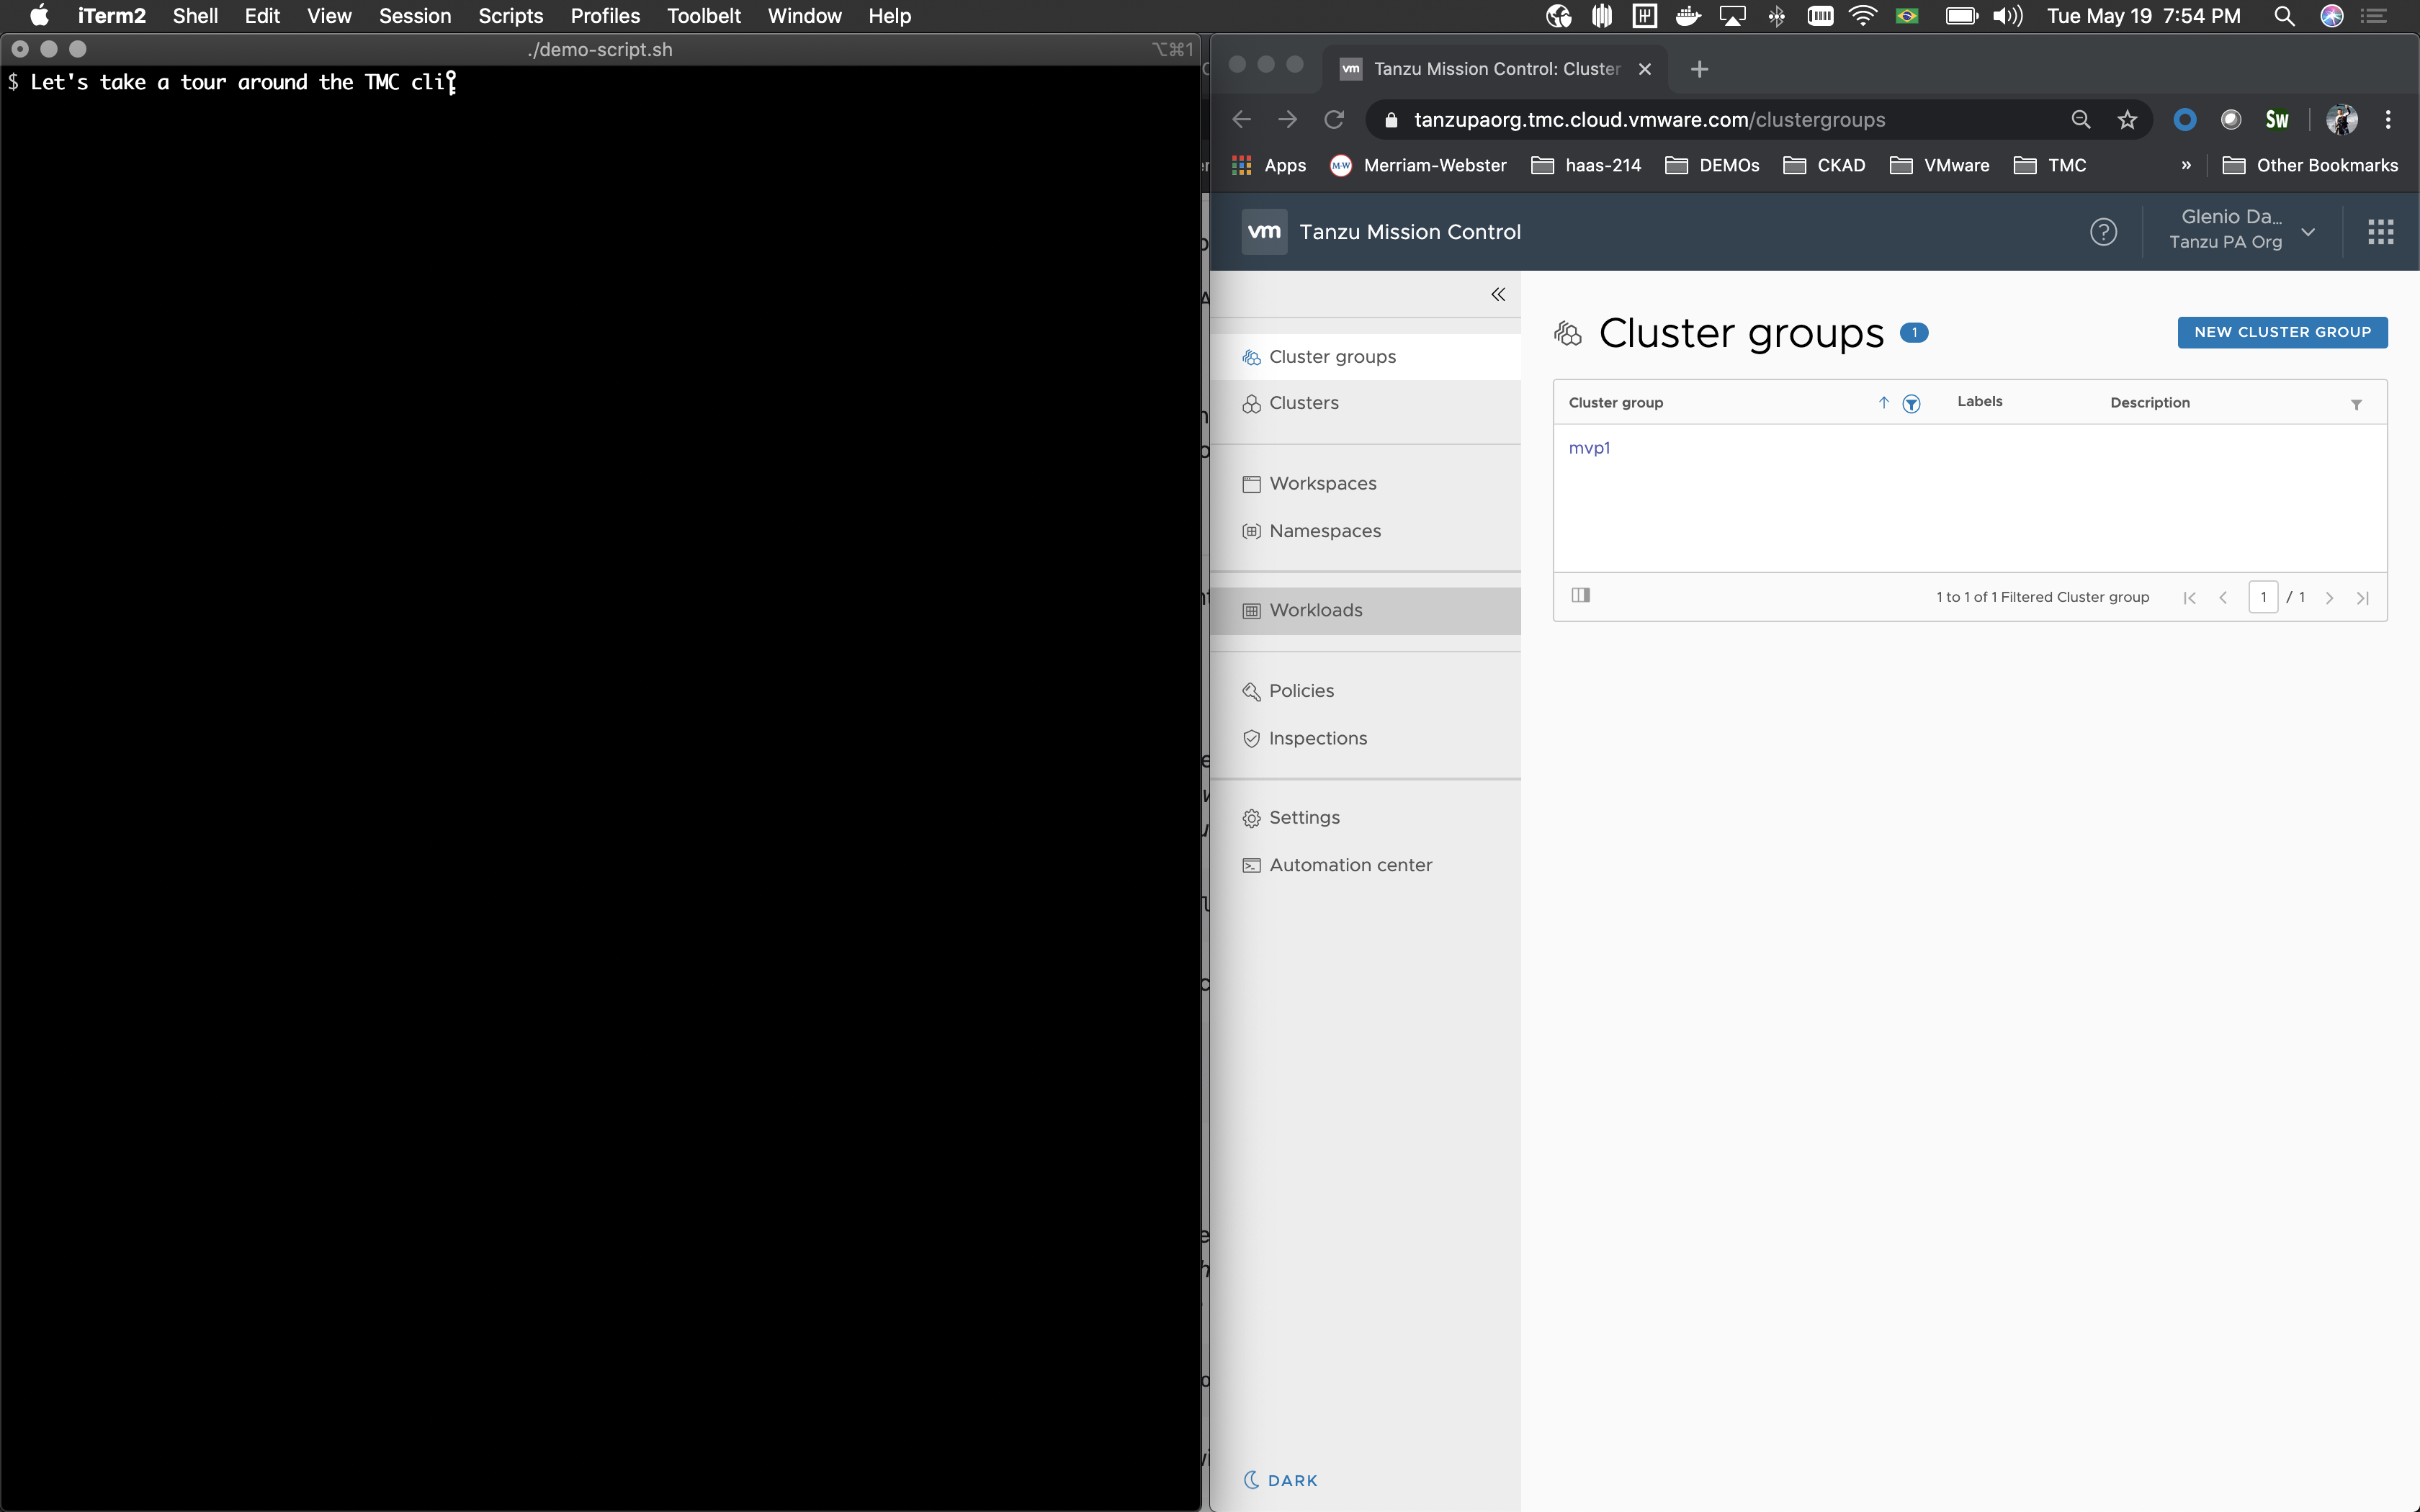 iTerm2 Shell Edit View Session Scripts Profiles Toolbelt Window Help Tue May 19 7:54 PM
./demo-script.sh ⌥⌘1
$ Let's take a tour around the TMC cli
vm Tanzu Mission Control: Cluster
tanzupaorg.tmc.cloud.vmware.com/clustergroups
Sw
Apps M-W Merriam-Webster haas-214 DEMOs CKAD VMware TMC » Other Bookmarks
vm Tanzu Mission Control
Glenio Da...
Tanzu PA Org
Cluster groups
Clusters
Workspaces
Namespaces
Workloads
Policies
Inspections
Settings
Automation center
DARK
Cluster groups 1
NEW CLUSTER GROUP
Cluster group Labels Description
mvp1
1 to 1 of 1 Filtered Cluster group 1 / 1